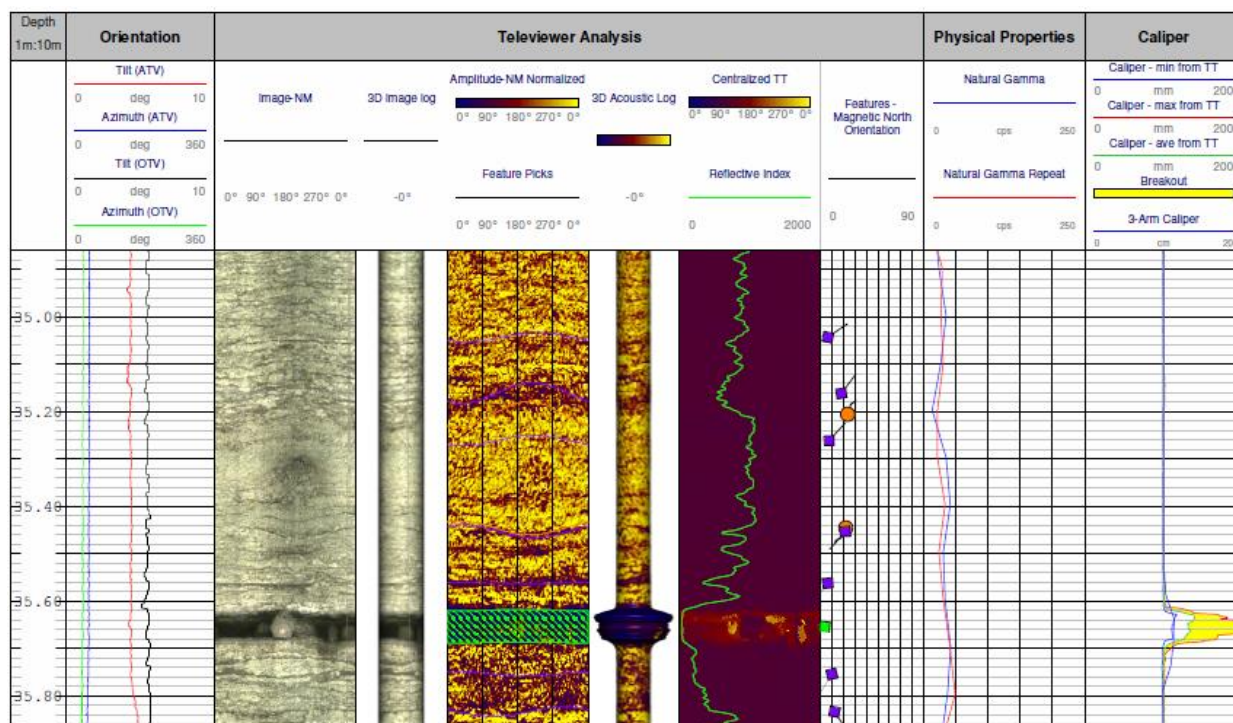 Depth
1m:10m
Orientation
Televiewer Analysis
Physical Properties
Caliper
Tilt (ATV)
0 deg 10
Azimuth (ATV)
0 deg 360
Tilt (OTV)
0 deg 10
Azimuth (OTV)
0 deg 360
Image-NM
0° 90° 180° 270° 0°
3D Image log
-0°
Amplitude-NM Normalized
0° 90° 180° 270° 0°
Feature Picks
0° 90° 180° 270° 0°
3D Acoustic Log
-0°
Centralized TT
0° 90° 180° 270° 0°
Reflective Index
0 2000
Features -
Magnetic North
Orientation
0 90
Natural Gamma
0 cps 250
Natural Gamma Repeat
0 cps 250
Caliper - min from TT
0 mm 200
Caliper - max from TT
0 mm 200
Caliper - ave from TT
0 mm 200
Breakout
3-Arm Caliper
0 cm
35.00
35.20
35.40
35.60
35.80